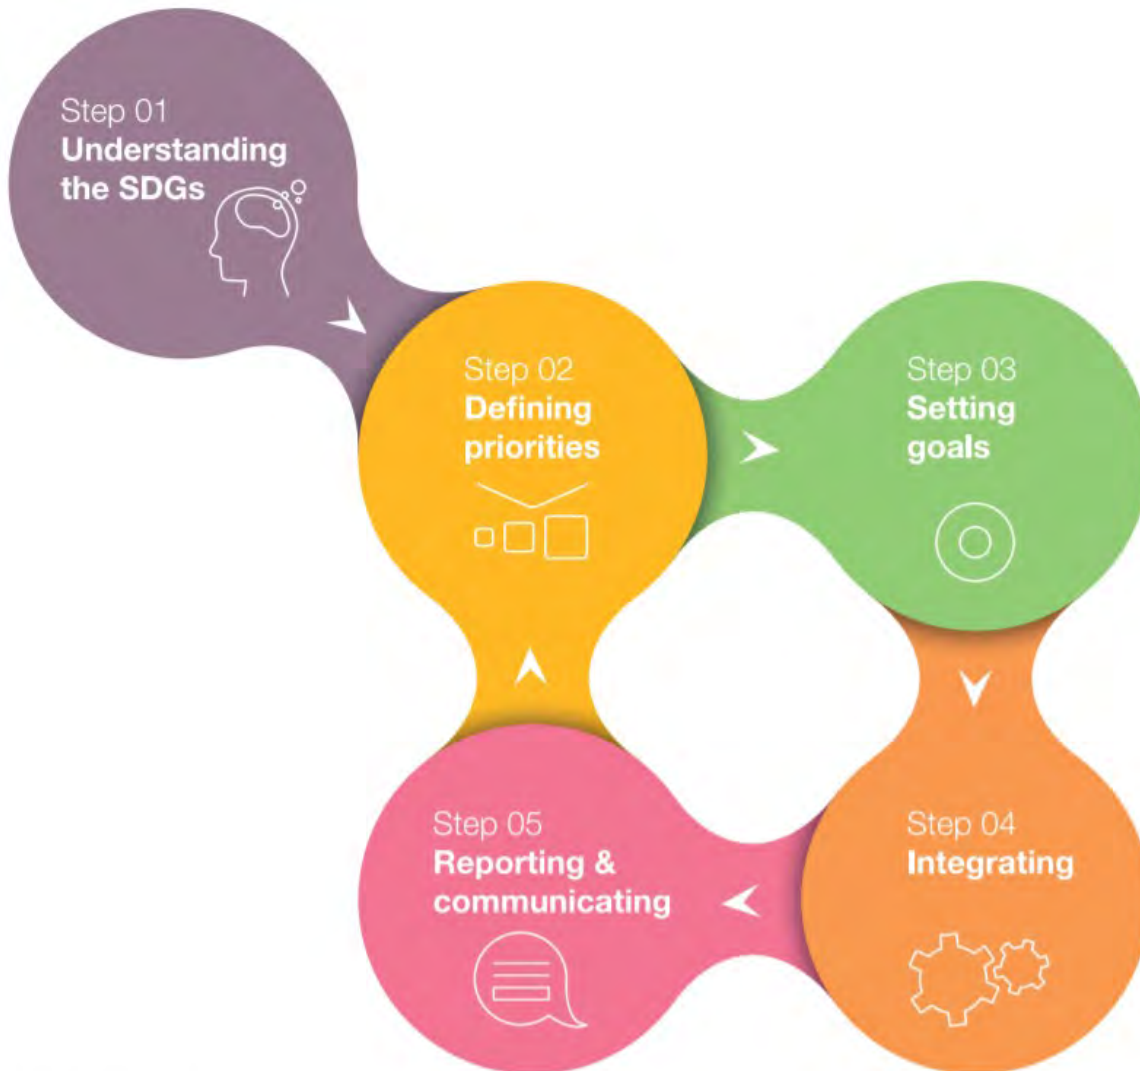 Step 01
Understanding
the SDGs
Step 02
Defining
priorities
Step 03
Setting
goals
Step 04
Integrating
Step 05
Reporting &
communicating